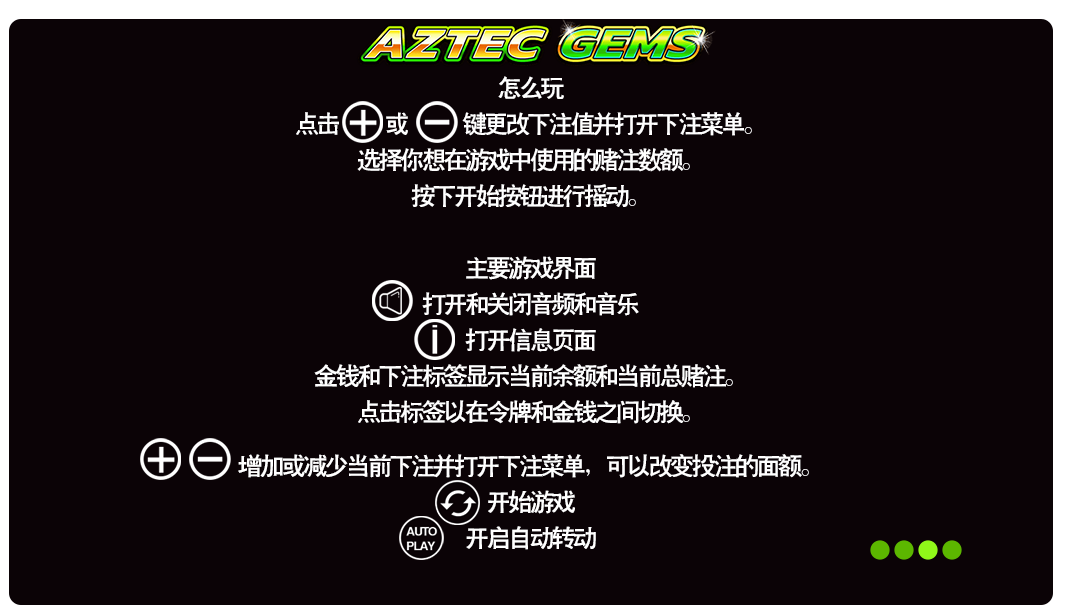 AZTEC GEMS
怎么玩
点击 或 键更改下注值并打开下注菜单。
选择你想在游戏中使用的赌注数额。
按下开始按钮进行摇动。
主要游戏界面
打开和关闭音频和音乐
打开信息页面
金钱和下注标签显示当前余额和当前总赌注。
点击标签以在令牌和金钱之间切换。
增加或减少当前下注并打开下注菜单，可以改变投注的面额。
开始游戏
AUTO PLAY 开启自动转动